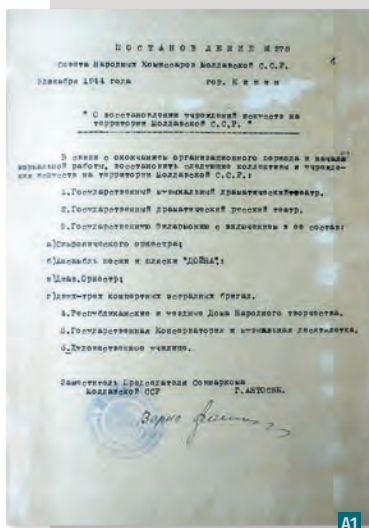 ПОСТАНОВЛЕНИЕ № 278
Совета Народных Комиссаров Молдавской С.С.Р.
декабря 1944 года гор.
" О восстановлении учреждений искусств на
территории Молдавской С.С.Р. "
В связи с окончанием организационного периода и начала
нормальной работы, восстановить следующие коллективы и учрежде-
ния искусств на территории Молдавской С.С.Р.:
1.Государственный музыкальный драматический театр.
2.Государственный драматический русский театр.
3.Государственную Филармонию с включением в ее состав:
а)Симфонического оркестра;
б)Ансамбль песни и пляски "ДОЙНА";
в)Джаз.Оркестр;
г)двух-трех концертных эстрадных бригад.
4.Республиканские и уездные Дома Народного творчества.
5.Государственная Консерватория и музыкальная десятилетка.
6.Художественное училище.
Заместитель Председателя Совнаркома
Молдавской ССР Г.АНТОСЯК.
Верно
A1